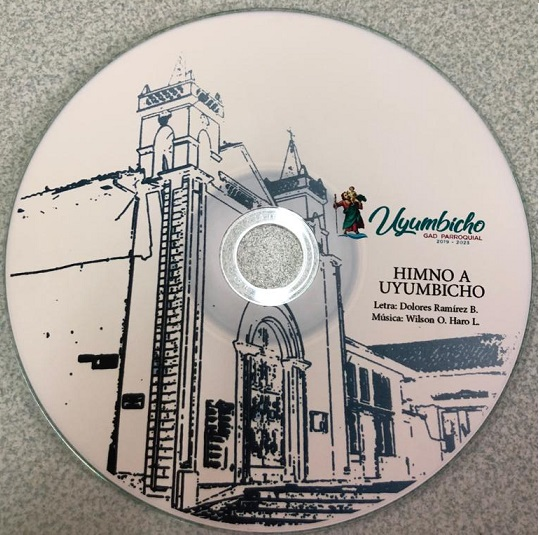 Uyumbicho
GAD PARROQUIAL
2019 - 2023
HIMNO A
UYUMBICHO
Letra: Dolores Ramírez B.
Música: Wilson O. Haro L.